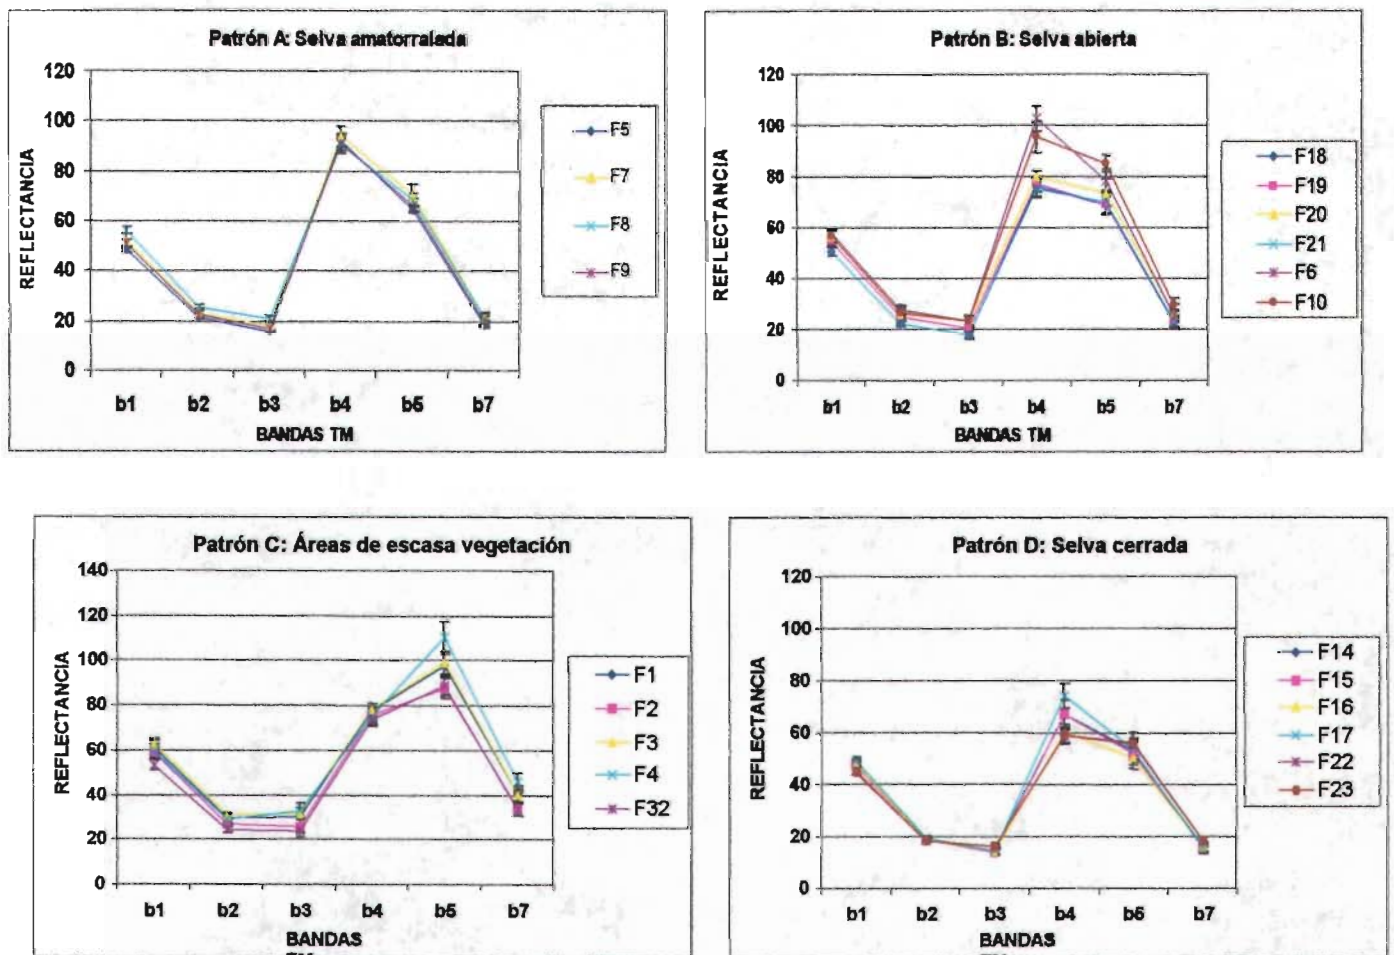 Patrón A: Selva amatorralada
120
100
80
60
40
20
0
REFLECTANCIA
b1 b2 b3 b4 b5 b7
BANDAS TM
F5
F7
F8
F9
Patrón B: Selva abierta
120
100
80
60
40
20
0
REFLECTANCIA
b1 b2 b3 b4 b5 b7
BANDAS TM
F18
F19
F20
F21
F6
F10
Patrón C: Áreas de escasa vegetación
140
120
100
80
60
40
20
0
REFLECTANCIA
b1 b2 b3 b4 b5 b7
BANDAS
F1
F2
F3
F4
F32
Patrón D: Selva cerrada
120
100
80
60
40
20
0
REFLECTANCIA
b1 b2 b3 b4 b5 b7
BANDAS
F14
F15
F16
F17
F22
F23